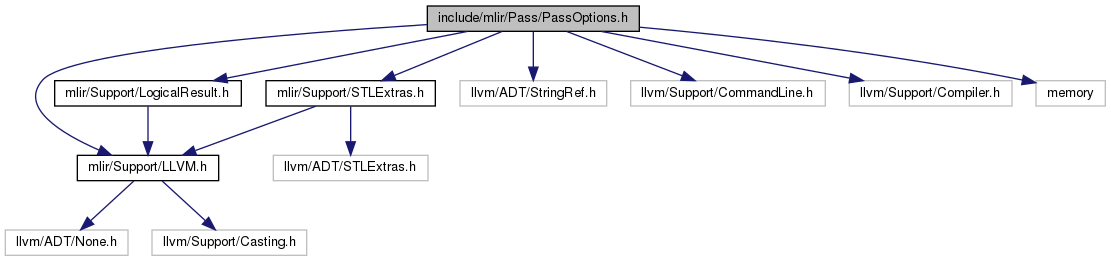 include/mlir/Pass/PassOptions.h
mlir/Support/LogicalResult.h
mlir/Support/STLExtras.h
llvm/ADT/StringRef.h
llvm/Support/CommandLine.h
llvm/Support/Compiler.h
memory
mlir/Support/LLVM.h
llvm/ADT/STLExtras.h
llvm/ADT/None.h
llvm/Support/Casting.h